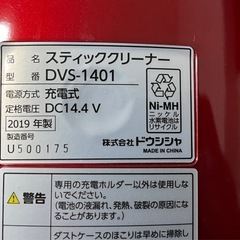 品 名 スティッククリーナー
型 番 DVS-1401
電源方式 充電式
定格電圧 DC14.4 V
2019 年製
製造番号
U500175
Ni-MH
ニッケル
水素電池は
リサイクル
株式会社ドウシシャ
MADE IN CHINA
警告
専用の充電ホルダー以外は使用し
ないでください。
(電池の液漏れ、発熱、破裂の原因に
なります。)
ダストケースのほこりは早めに掃除し